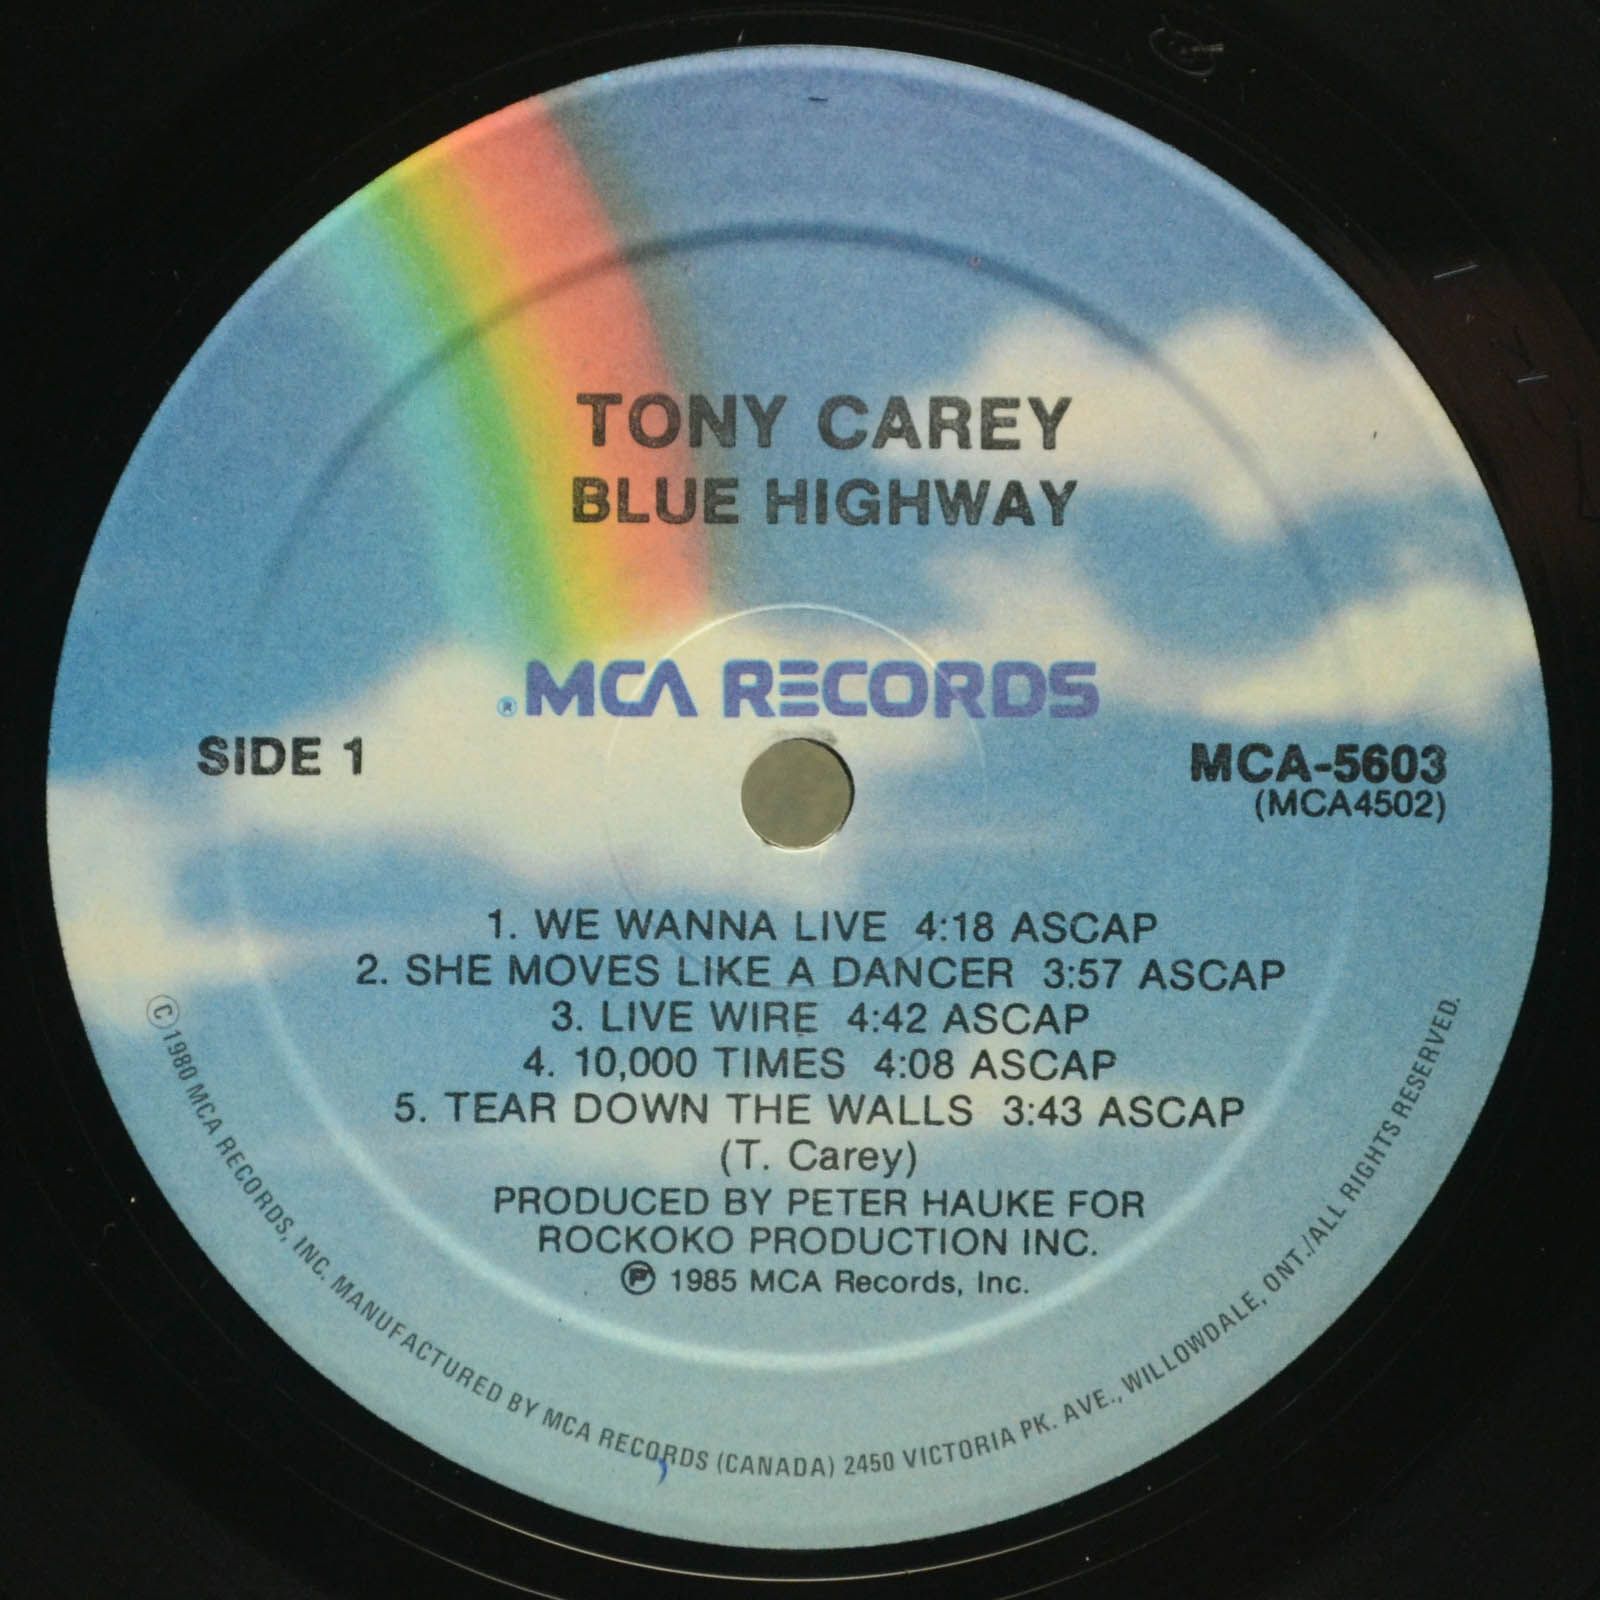 TONY CAREY
BLUE HIGHWAY
® MCA RECORDS
SIDE 1
MCA-5603
(MCA4502)
1. WE WANNA LIVE 4:18 ASCAP
2. SHE MOVES LIKE A DANCER 3:57 ASCAP
3. LIVE WIRE 4:42 ASCAP
4. 10,000 TIMES 4:08 ASCAP
5. TEAR DOWN THE WALLS 3:43 ASCAP
(T. Carey)
PRODUCED BY PETER HAUKE FOR
ROCKOKO PRODUCTION INC.
℗ 1985 MCA Records, Inc.
©1980 MCA RECORDS, INC. MANUFACTURED BY MCA RECORDS (CANADA) 2450 VICTORIA PK. AVE., WILLOWDALE, ONT./ALL RIGHTS RESERVED.